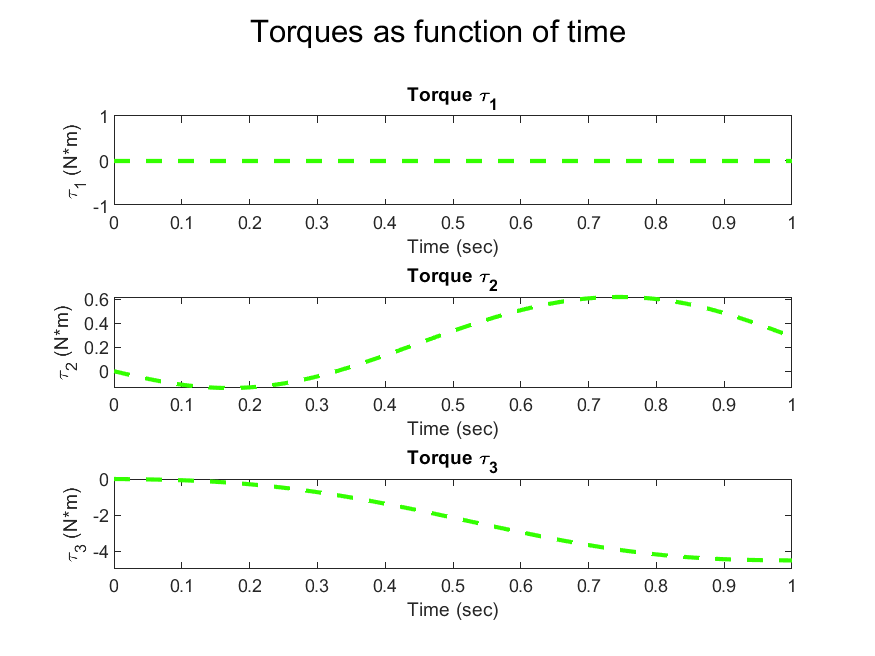 Torques as function of time
Torque τ1
τ1 (N*m)
1
0
-1
0 0.1 0.2 0.3 0.4 0.5 0.6 0.7 0.8 0.9 1
Time (sec)
Torque τ2
τ2 (N*m)
0.6
0.4
0.2
0
0 0.1 0.2 0.3 0.4 0.5 0.6 0.7 0.8 0.9 1
Time (sec)
Torque τ3
τ3 (N*m)
0
-2
-4
0 0.1 0.2 0.3 0.4 0.5 0.6 0.7 0.8 0.9 1
Time (sec)